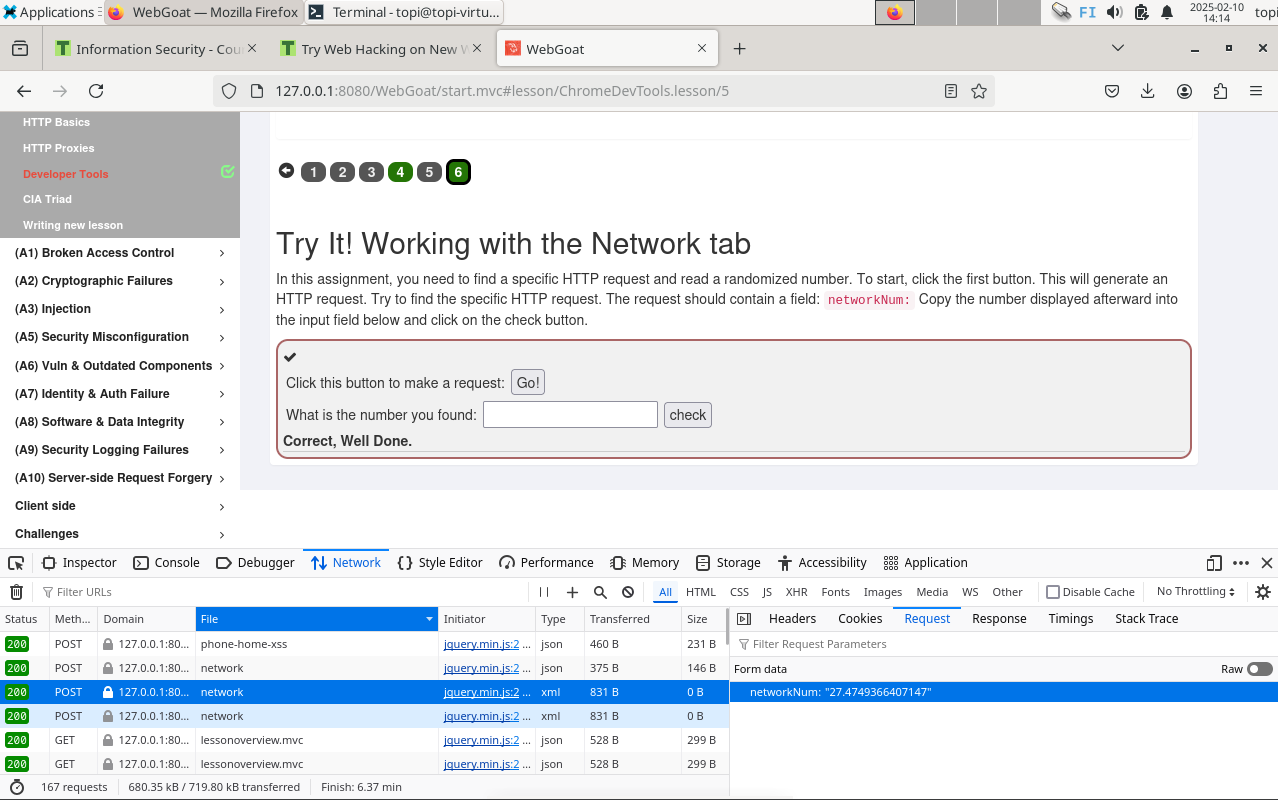 Applications
WebGoat — Mozilla Firefox
Terminal - topi@topi-virtu...
FI
2025-02-10
14:14
topi
Information Security - Cou
Try Web Hacking on New W
WebGoat
127.0.0.1:8080/WebGoat/start.mvc#lesson/ChromeDevTools.lesson/5
HTTP Basics
HTTP Proxies
Developer Tools
CIA Triad
Writing new lesson
(A1) Broken Access Control
(A2) Cryptographic Failures
(A3) Injection
(A5) Security Misconfiguration
(A6) Vuln & Outdated Components
(A7) Identity & Auth Failure
(A8) Software & Data Integrity
(A9) Security Logging Failures
(A10) Server-side Request Forgery
Client side
Challenges
1 2 3 4 5 6
Try It! Working with the Network tab
In this assignment, you need to find a specific HTTP request and read a randomized number. To start, click the first button. This will generate an
HTTP request. Try to find the specific HTTP request. The request should contain a field: networkNum: Copy the number displayed afterward into
the input field below and click on the check button.
Click this button to make a request: Go!
What is the number you found: check
Correct, Well Done.
Inspector Console Debugger Network Style Editor Performance Memory Storage Accessibility Application
Filter URLs
All HTML CSS JS XHR Fonts Images Media WS Other Disable Cache No Throttling
Status Meth... Domain File Initiator Type Transferred Size
200 POST 127.0.0.1:80... phone-home-xss jquery.min.js:2 ... json 460 B 231 B
200 POST 127.0.0.1:80... network jquery.min.js:2 ... json 375 B 146 B
200 POST 127.0.0.1:80... network jquery.min.js:2 ... xml 831 B 0 B
200 POST 127.0.0.1:80... network jquery.min.js:2 ... xml 831 B 0 B
200 GET 127.0.0.1:80... lessonoverview.mvc jquery.min.js:2 ... json 528 B 299 B
200 GET 127.0.0.1:80... lessonoverview.mvc jquery.min.js:2 ... json 528 B 299 B
167 requests 680.35 kB / 719.80 kB transferred Finish: 6.37 min
Headers Cookies Request Response Timings Stack Trace
Filter Request Parameters
Form data Raw
networkNum: "27.4749366407147"